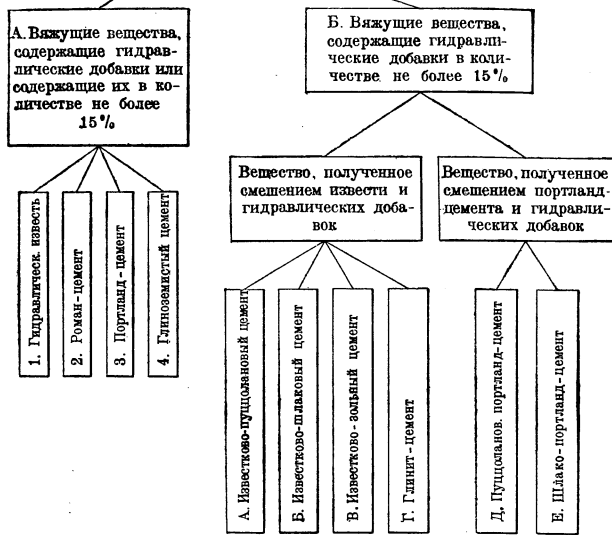 А. Вяжущие вещества,
содержащие гидрав-
лические добавки или
содержащие их в ко-
личестве не более
15%
Б. Вяжущие вещества,
содержащие гидравли-
ческие добавки в коли-
честве не более 15%
Вещество, полученное
смешением извести и
гидравлических доба-
вок
Вещество, полученное
смешением портланд-
цемента и гидравли-
ческих добавок
1. Гидравлическ. известь
2. Роман-цемент
3. Портланд-цемент
4. Глиноземистый цемент
А. Известково-пуццолановый цемент
Б. Известково-шлаковый цемент
В. Известково-зольный цемент
Г. Глинит-цемент
Д. Пуццоланов. портланд-цемент
Е. Шлако-портланд-цемент